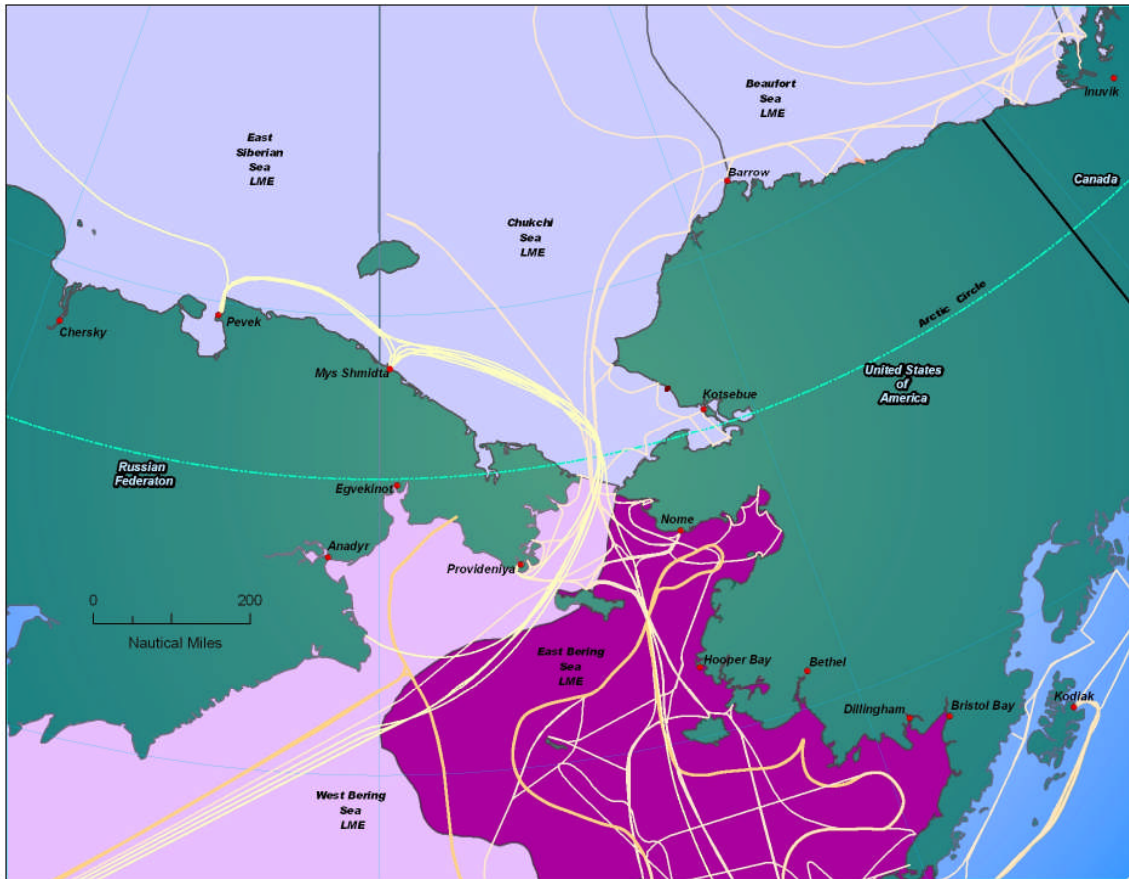 Beaufort
Sea
LME
Inuvik
East
Siberian
Sea
LME
Barrow
Canada
Chukchi
Sea
LME
Arctic Circle
Pevek
Chersky
Mys Shmidta
United States
of
America
Kotsebue
Russian
Federaton
Egvekinot
Nome
Anadyr
Provideniya
0 200
Nautical Miles
East Bering
Sea
LME
Hooper Bay
Bethel
Dillingham
Bristol Bay
Kodiak
West Bering
Sea
LME